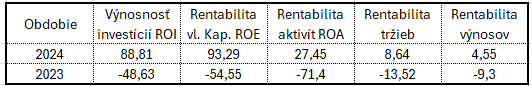 Obdobie Výnosnosť investícií ROI Rentabilita vl. Kap. ROE Rentabilita aktivít ROA Rentabilita tržieb Rentabilita výnosov
2024 88,81 93,29 27,45 8,64 4,55
2023 -48,63 -54,55 -71,4 -13,52 -9,3